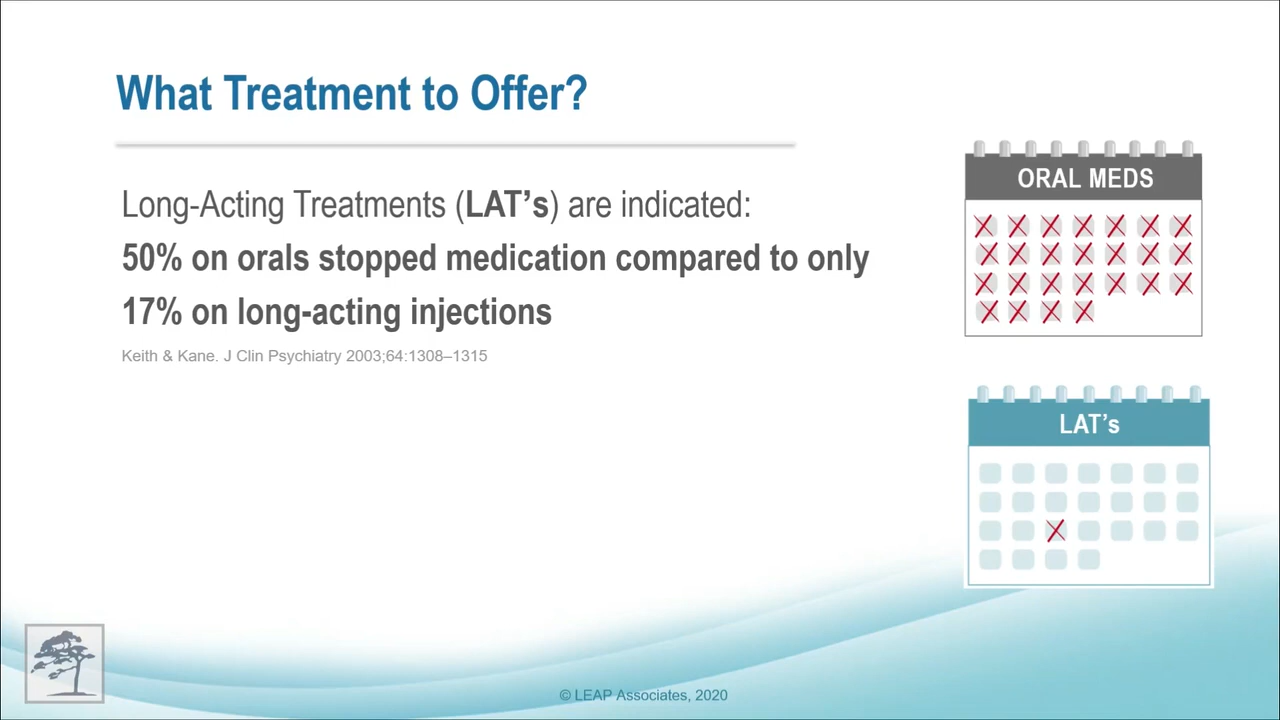 What Treatment to Offer?
Long-Acting Treatments (LAT’s) are indicated:
50% on orals stopped medication compared to only
17% on long-acting injections
Keith & Kane. J Clin Psychiatry 2003;64:1308–1315
ORAL MEDS
LAT’s
© LEAP Associates, 2020